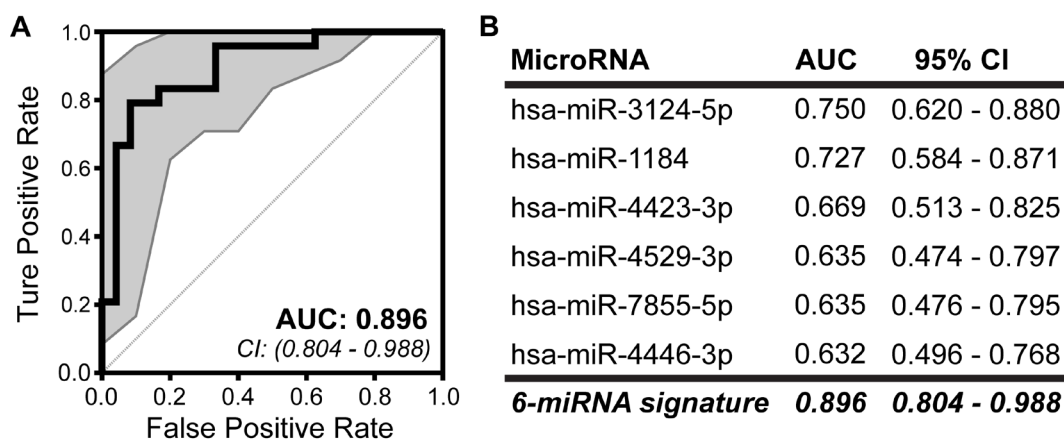 A
Ture Positive Rate
1.0
0.8
0.6
0.4
0.2
0.0
AUC: 0.896
CI: (0.804 - 0.988)
0.0 0.2 0.4 0.6 0.8 1.0
False Positive Rate
B
MicroRNA AUC 95% CI
hsa-miR-3124-5p 0.750 0.620 - 0.880
hsa-miR-1184 0.727 0.584 - 0.871
hsa-miR-4423-3p 0.669 0.513 - 0.825
hsa-miR-4529-3p 0.635 0.474 - 0.797
hsa-miR-7855-5p 0.635 0.476 - 0.795
hsa-miR-4446-3p 0.632 0.496 - 0.768
6-miRNA signature 0.896 0.804 - 0.988